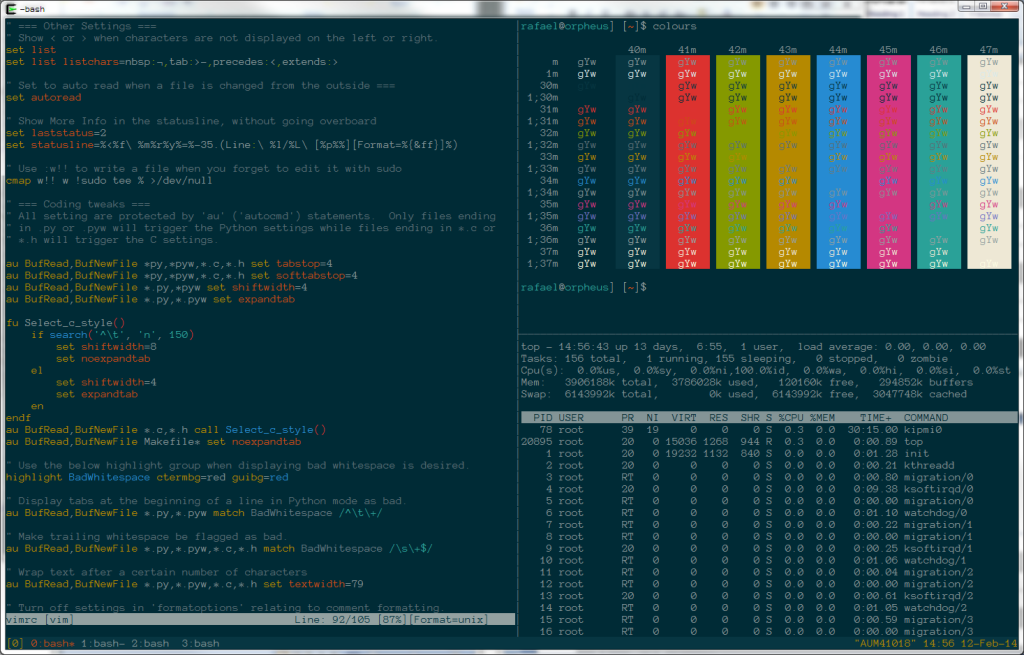 -bash
" === Other Settings ===
" Show < or > when characters are not displayed on the left or right.
set list
set list listchars=nbsp:¬,tab:>-,precedes:<,extends:>
" Set to auto read when a file is changed from the outside ===
set autoread
" Show More Info in the statusline, without going overboard
set laststatus=2
set statusline=%<%f\ %m%r%y%=%-35.(Line:\ %l/%L\ [%p%%][Format=%{&ff}]%)
" Use :w!! to write a file when you forget to edit it with sudo
cmap w!! w !sudo tee % >/dev/null
" === Coding tweaks ===
" All setting are protected by 'au' ('autocmd') statements.  Only files ending
" in .py or .pyw will trigger the Python settings while files ending in *.c or
" *.h will trigger the C settings.
au BufRead,BufNewFile *py,*pyw,*.c,*.h set tabstop=4
au BufRead,BufNewFile *py,*pyw,*.c,*.h set softtabstop=4
au BufRead,BufNewFile *.py,*pyw set shiftwidth=4
au BufRead,BufNewFile *.py,*.pyw set expandtab
fu Select_c_style()
    if search('^\t', 'n', 150)
        set shiftwidth=8
        set noexpandtab
    el
        set shiftwidth=4
        set expandtab
    en
endf
au BufRead,BufNewFile *.c,*.h call Select_c_style()
au BufRead,BufNewFile Makefile* set noexpandtab
" Use the below highlight group when displaying bad whitespace is desired.
highlight BadWhitespace ctermbg=red guibg=red
" Display tabs at the beginning of a line in Python mode as bad.
au BufRead,BufNewFile *.py,*.pyw match BadWhitespace /^\t\+/
" Make trailing whitespace be flagged as bad.
au BufRead,BufNewFile *.py,*.pyw,*.c,*.h match BadWhitespace /\s\+$/
" Wrap text after a certain number of characters
au BufRead,BufNewFile *.py,*.pyw,*.c,*.h set textwidth=79
" Turn off settings in 'formatoptions' relating to comment formatting.
vimrc [vim] Line: 92/105 [87%][Format=unix]
rafael@orpheus] [~]$ colours
40m 41m 42m 43m 44m 45m 46m 47m
m gYw gYw gYw gYw gYw gYw gYw gYw gYw
1m gYw gYw gYw gYw gYw gYw gYw gYw gYw
30m gYw gYw gYw gYw gYw gYw gYw
1;30m gYw gYw gYw gYw gYw gYw gYw
31m gYw gYw gYw gYw gYw gYw gYw gYw gYw
1;31m gYw gYw gYw gYw gYw gYw gYw gYw gYw
32m gYw gYw gYw gYw gYw gYw gYw gYw
1;32m gYw gYw gYw gYw gYw gYw gYw gYw gYw
33m gYw gYw gYw gYw gYw gYw gYw gYw
1;33m gYw gYw gYw gYw gYw gYw gYw gYw gYw
34m gYw gYw gYw gYw gYw gYw gYw gYw
1;34m gYw gYw gYw gYw gYw gYw gYw gYw gYw
35m gYw gYw gYw gYw gYw gYw gYw gYw
1;35m gYw gYw gYw gYw gYw gYw gYw gYw gYw
36m gYw gYw gYw gYw gYw gYw gYw gYw
1;36m gYw gYw gYw gYw gYw gYw gYw gYw gYw
37m gYw gYw gYw gYw gYw gYw gYw gYw
1;37m gYw gYw gYw gYw gYw gYw gYw gYw
rafael@orpheus] [~]$
top - 14:56:43 up 13 days,  6:55,  1 user,  load average: 0.00, 0.00, 0.00
Tasks: 156 total,   1 running, 155 sleeping,   0 stopped,   0 zombie
Cpu(s):  0.0%us,  0.0%sy,  0.0%ni,100.0%id,  0.0%wa,  0.0%hi,  0.0%si,  0.0%st
Mem:   3906188k total,  3786028k used,   120160k free,   294852k buffers
Swap:  6143992k total,        0k used,  6143992k free,  3047748k cached
PID USER PR NI VIRT RES SHR S %CPU %MEM TIME+ COMMAND
78 root 39 19 0 0 0 S 0.3 0.0 30:15.00 kipmi0
20895 root 20 0 15036 1268 944 R 0.3 0.0 0:00.89 top
1 root 20 0 19232 1132 840 S 0.0 0.0 0:01.28 init
2 root 20 0 0 0 0 S 0.0 0.0 0:00.21 kthreadd
3 root RT 0 0 0 0 S 0.0 0.0 0:00.80 migration/0
4 root 20 0 0 0 0 S 0.0 0.0 0:09.38 ksoftirqd/0
5 root RT 0 0 0 0 S 0.0 0.0 0:00.00 migration/0
6 root RT 0 0 0 0 S 0.0 0.0 0:01.10 watchdog/0
7 root RT 0 0 0 0 S 0.0 0.0 0:00.22 migration/1
8 root RT 0 0 0 0 S 0.0 0.0 0:00.00 migration/1
9 root 20 0 0 0 0 S 0.0 0.0 0:00.25 ksoftirqd/1
10 root RT 0 0 0 0 S 0.0 0.0 0:01.06 watchdog/1
11 root RT 0 0 0 0 S 0.0 0.0 0:00.04 migration/2
12 root RT 0 0 0 0 S 0.0 0.0 0:00.00 migration/2
13 root 20 0 0 0 0 S 0.0 0.0 0:00.61 ksoftirqd/2
14 root RT 0 0 0 0 S 0.0 0.0 0:01.05 watchdog/2
15 root RT 0 0 0 0 S 0.0 0.0 0:00.59 migration/3
16 root RT 0 0 0 0 S 0.0 0.0 0:00.00 migration/3
[0] 0:bash* 1:bash- 2:bash  3:bash "AUM41018" 14:56 12-Feb-14